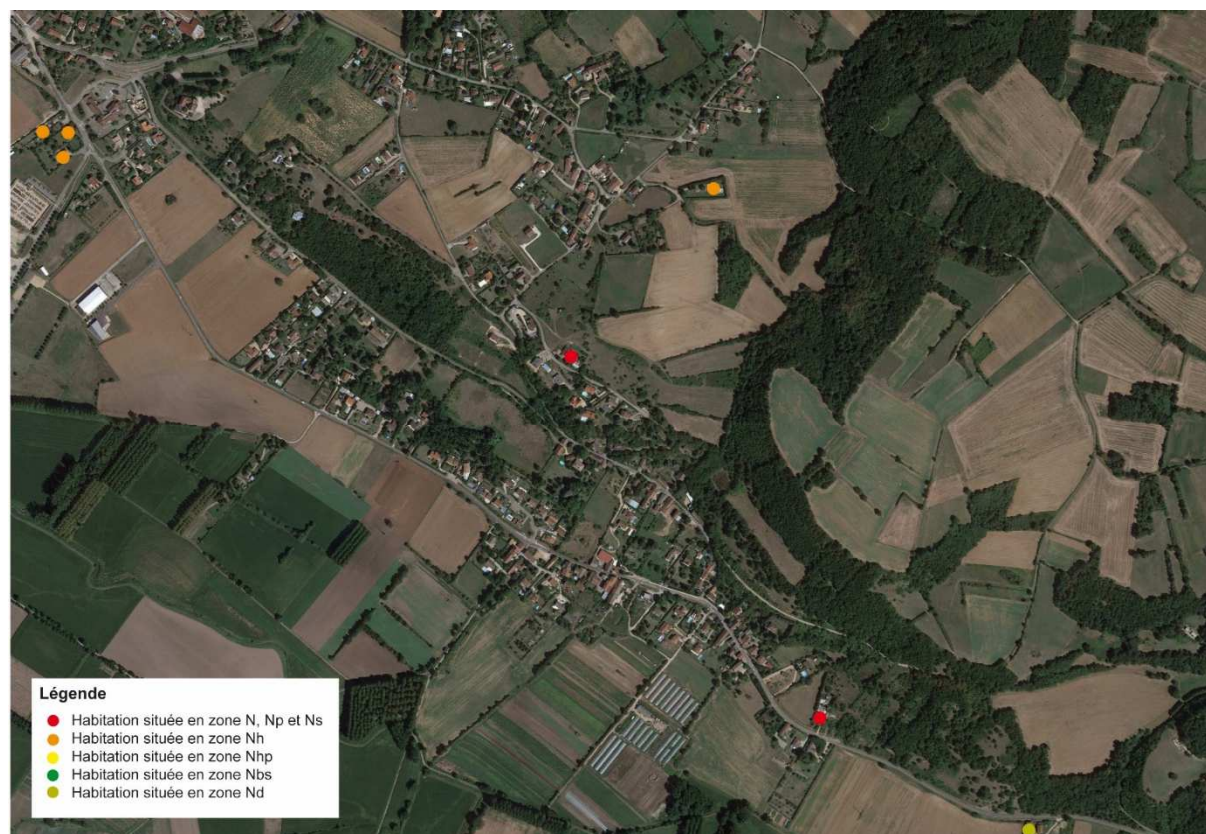 Légende
Habitation située en zone N, Np et Ns
Habitation située en zone Nh
Habitation située en zone Nhp
Habitation située en zone Nbs
Habitation située en zone Nd